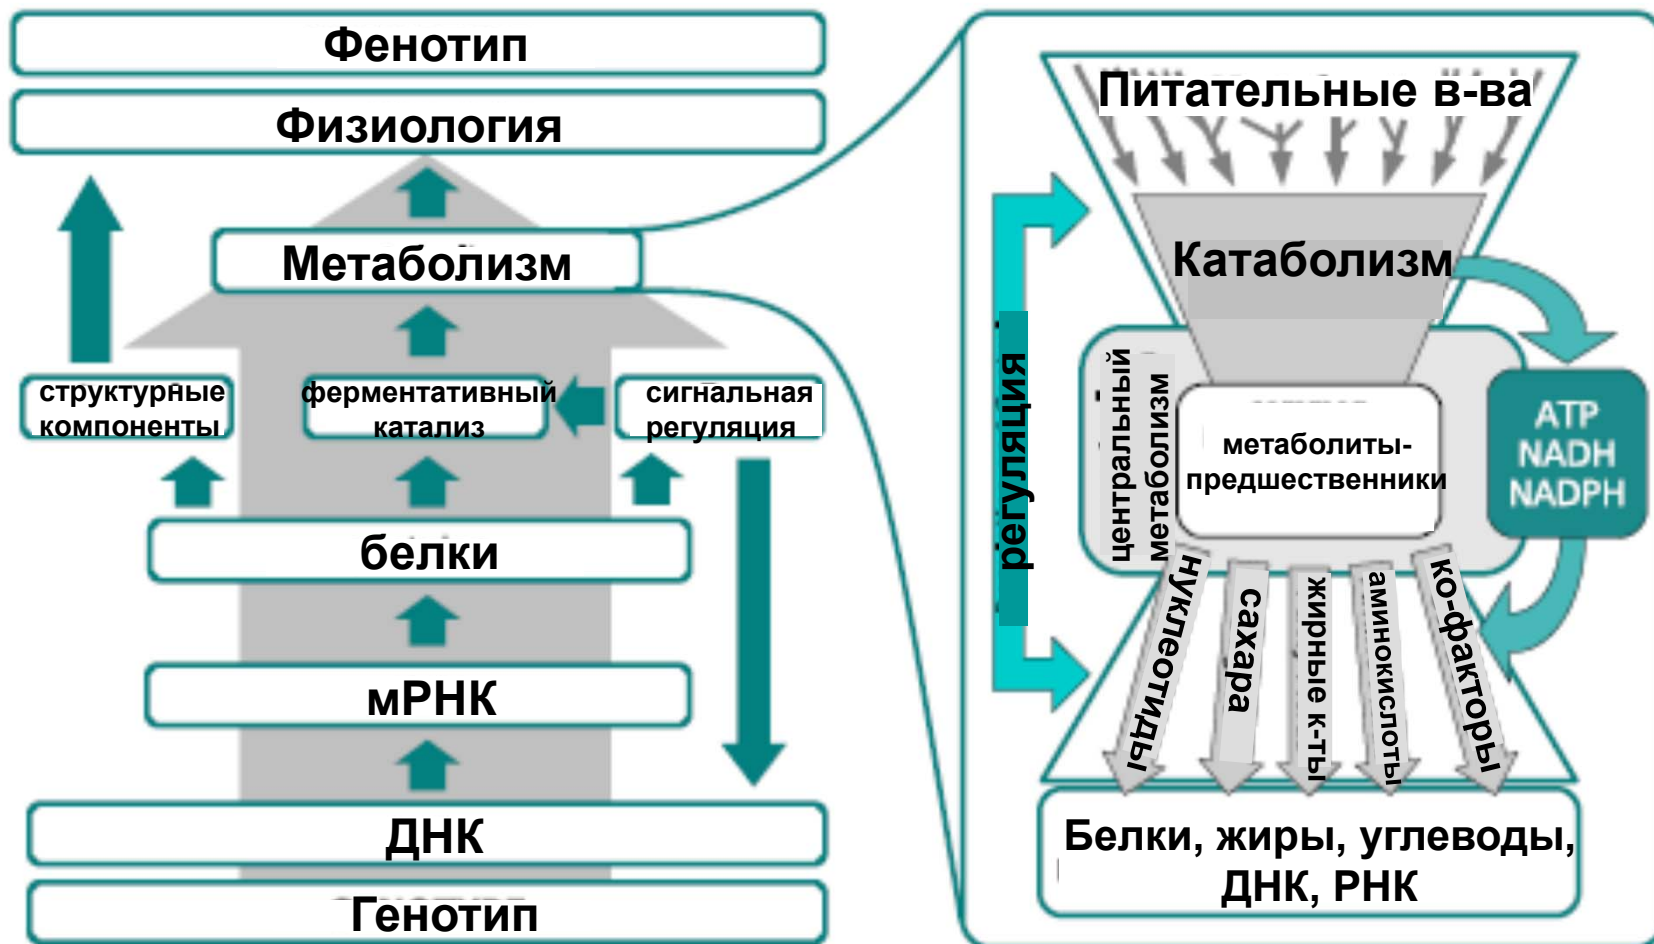 Фенотип
Физиология
Метаболизм
структурные
компоненты
ферментативный
катализ
сигнальная
регуляция
белки
мРНК
ДНК
Генотип
Питательные в-ва
Катаболизм
регуляция
центральный
метаболизм
метаболиты-
предшественники
ATP
NADH
NADPH
нуклеотиды
сахара
жирные к-ты
аминокислоты
ко-факторы
Белки, жиры, углеводы,
ДНК, РНК